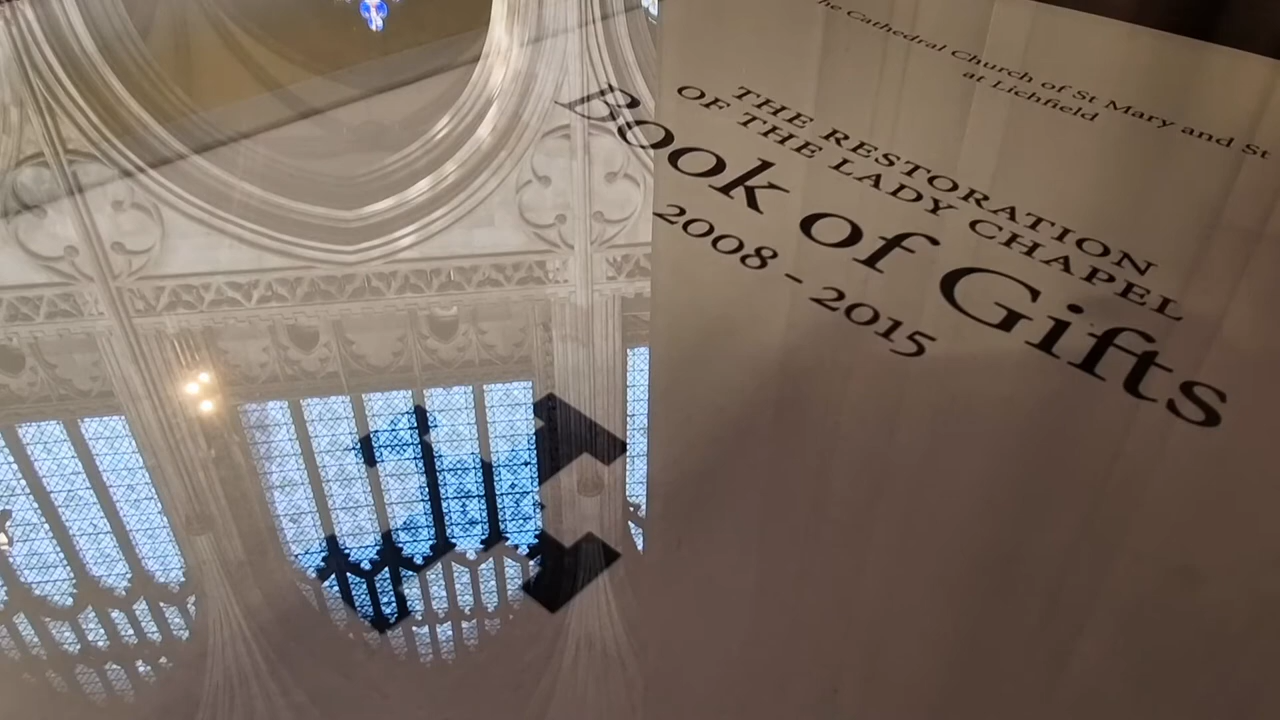 he Cathedral Church of St Mary and St
at Lichfield
THE RESTORATION
OF THE LADY CHAPEL
Book of Gifts
2008 - 2015